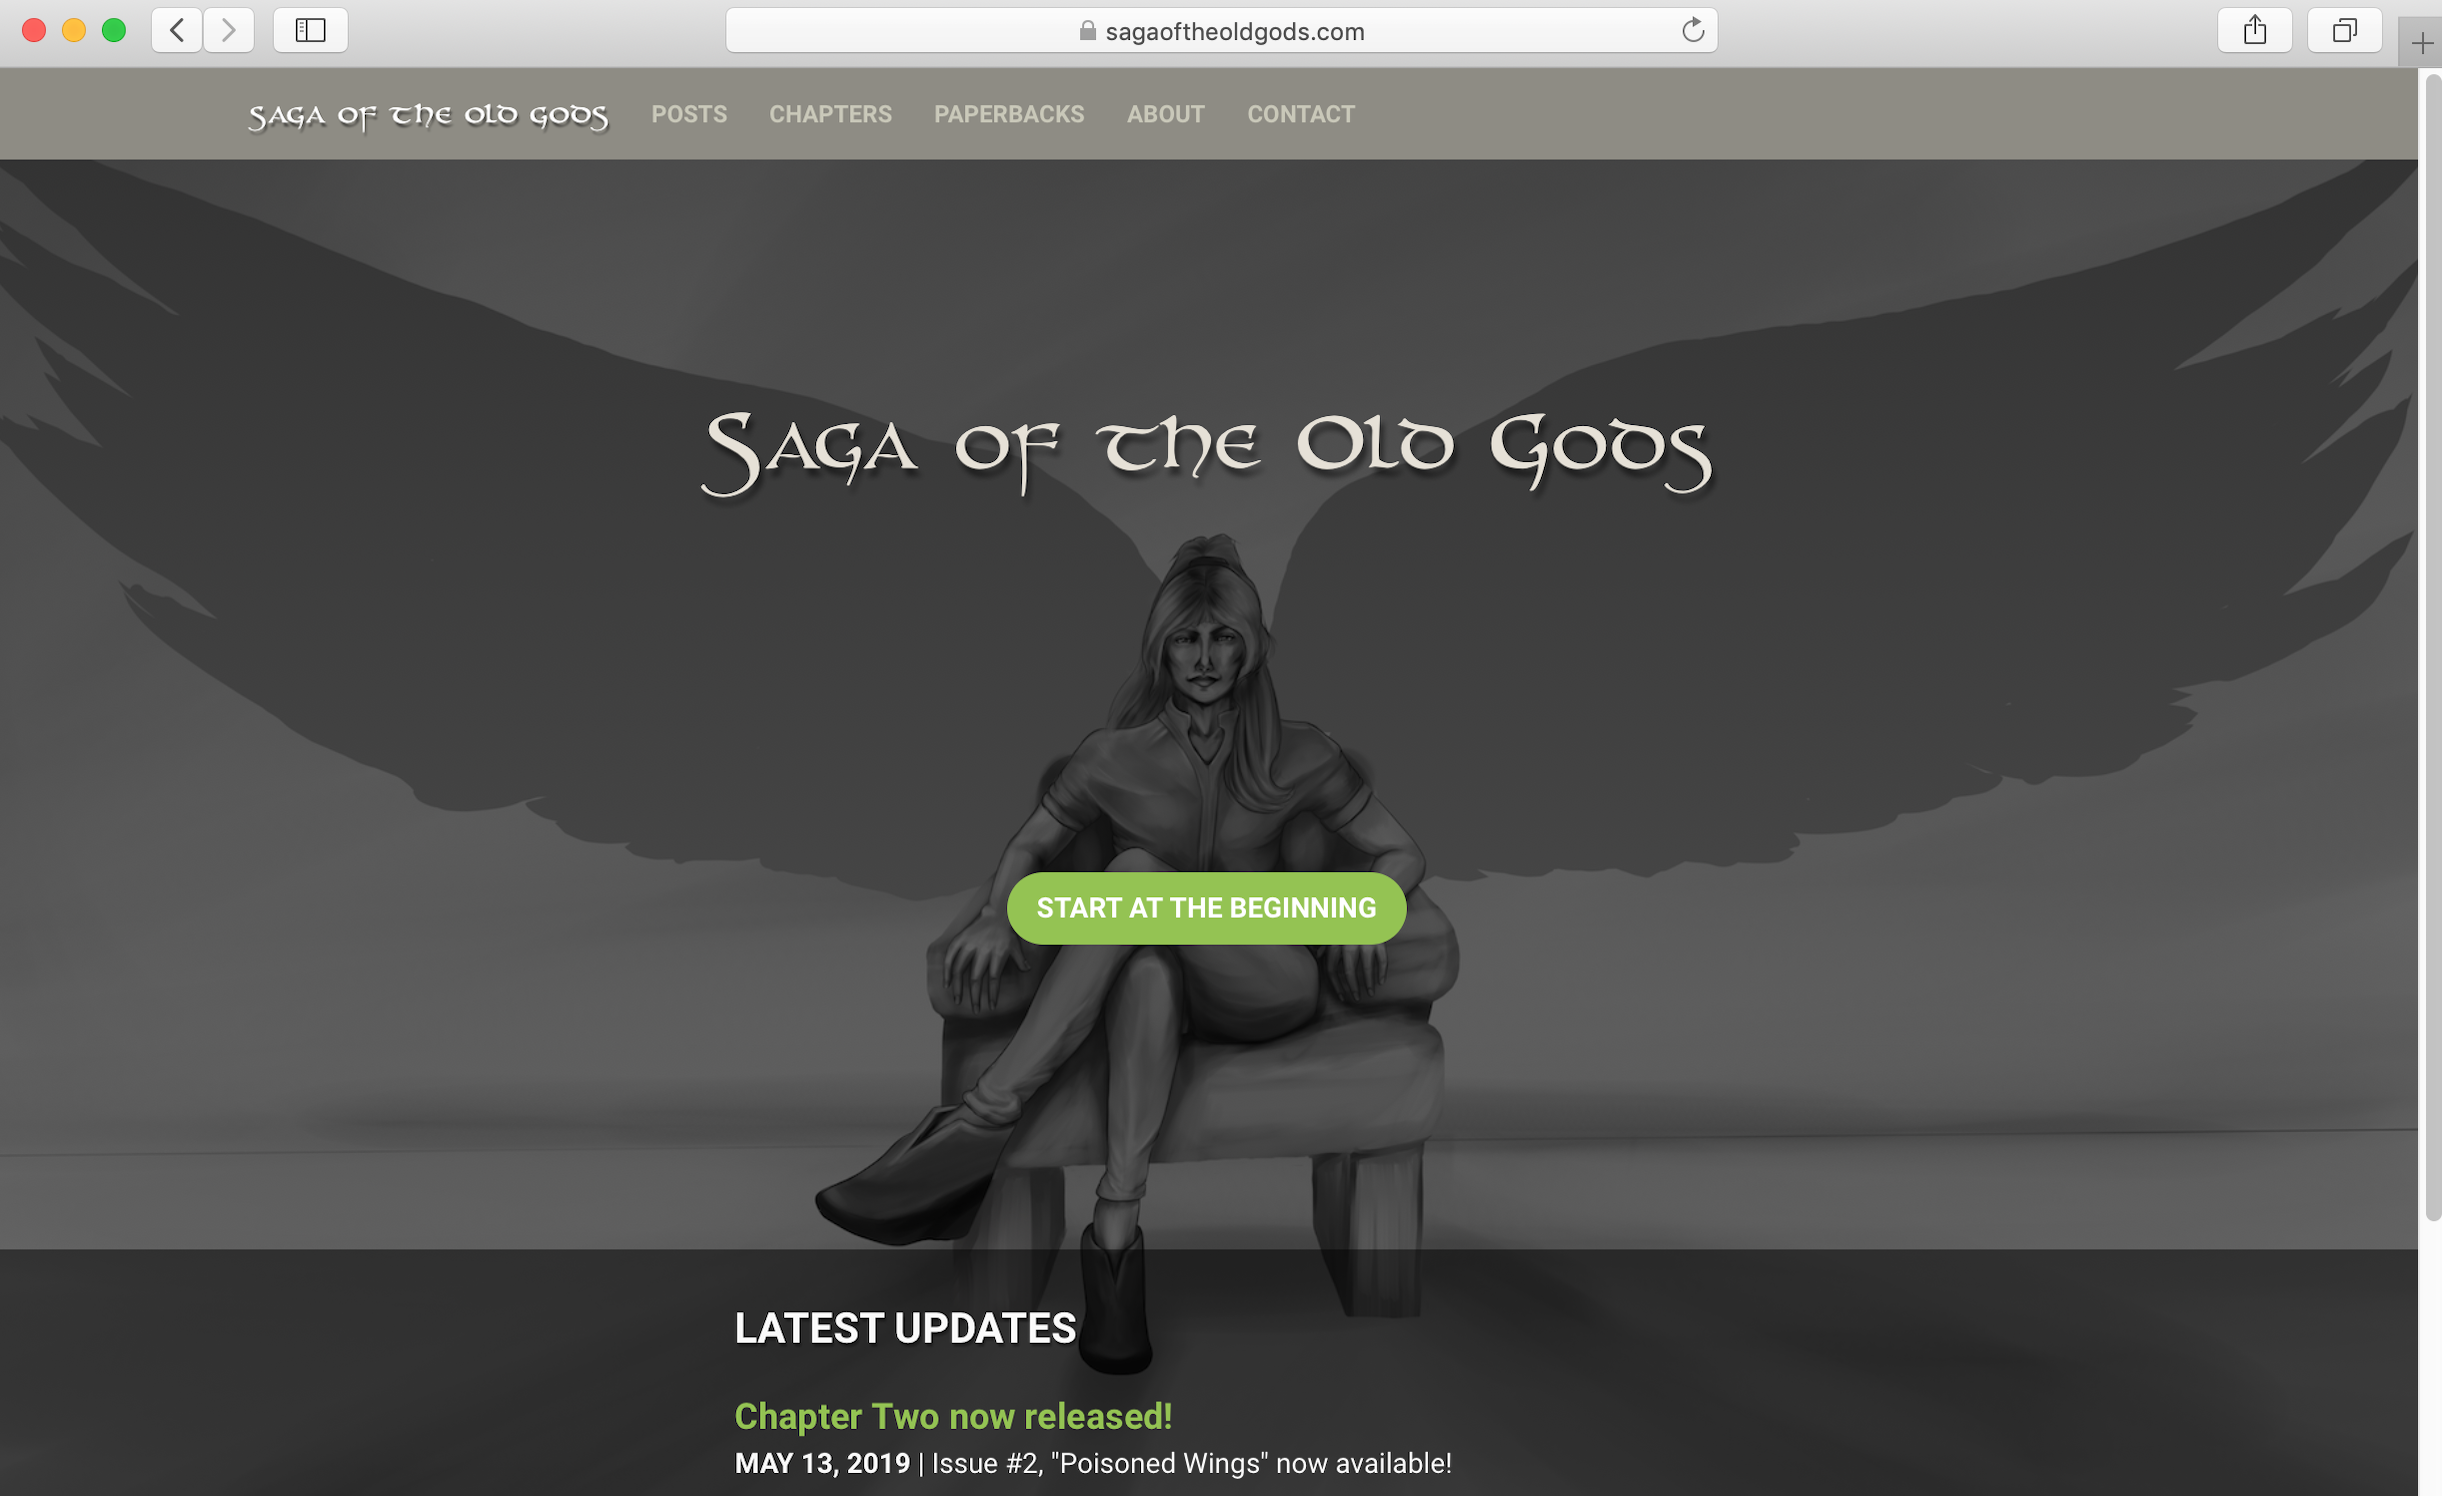 sagaoftheoldgods.com
Saga of the Old Gods POSTS CHAPTERS PAPERBACKS ABOUT CONTACT
Saga of the Old Gods
START AT THE BEGINNING
LATEST UPDATES
Chapter Two now released!
MAY 13, 2019 | Issue #2, "Poisoned Wings" now available!